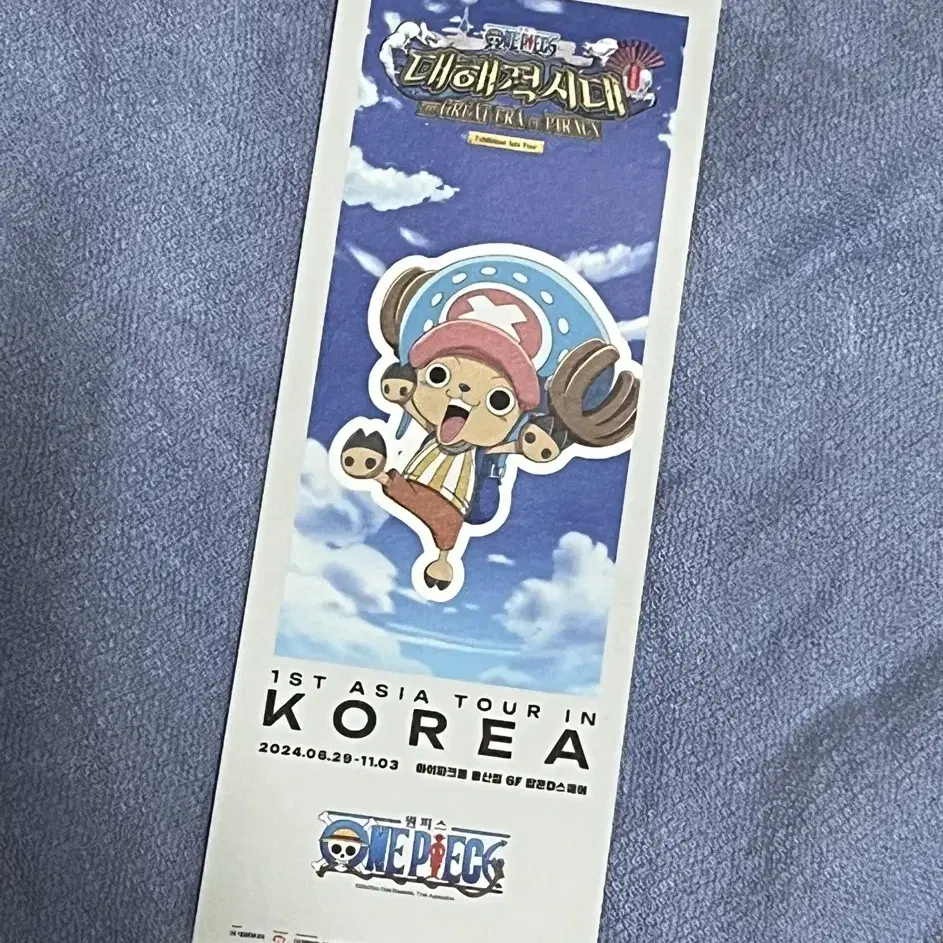 ONE PIECE
대해적시대
THE GREAT ERA OF PIRACY
Exhibition Asia Tour
1ST ASIA TOUR IN
KOREA
2024.06.29-11.03 아이파크몰 용산점 6F 팝콘D스퀘어
원피스
ONE PIECE